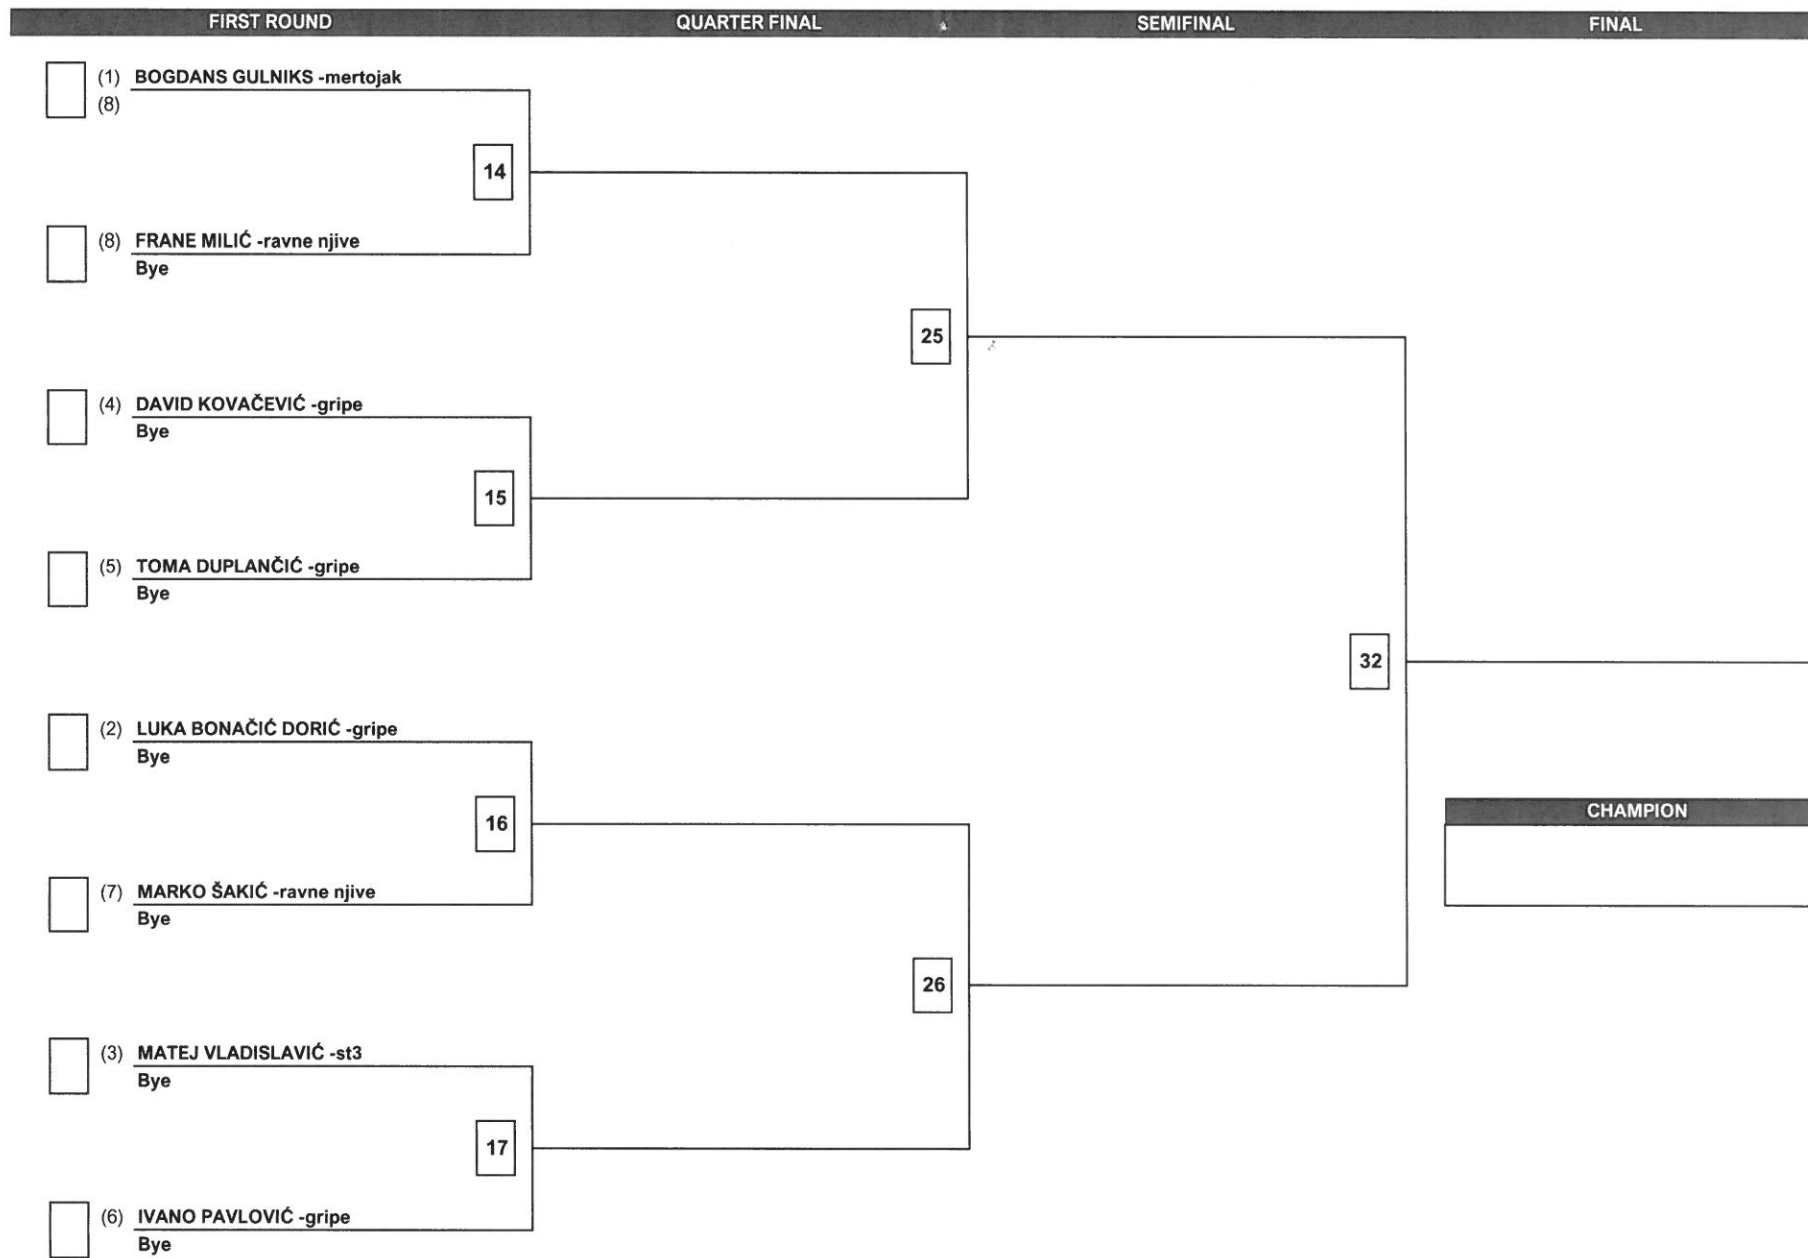 FIRST ROUND QUARTER FINAL SEMIFINAL FINAL
(1) BOGDANS GULNIKS -mertojak
(8)
14
(8) FRANE MILIĆ -ravne njive
Bye
25
(4) DAVID KOVAČEVIĆ -gripe
Bye
15
(5) TOMA DUPLANČIĆ -gripe
Bye
32
(2) LUKA BONAČIĆ DORIĆ -gripe
Bye
16
CHAMPION
(7) MARKO ŠAKIĆ -ravne njive
Bye
26
(3) MATEJ VLADISLAVIĆ -st3
Bye
17
(6) IVANO PAVLOVIĆ -gripe
Bye